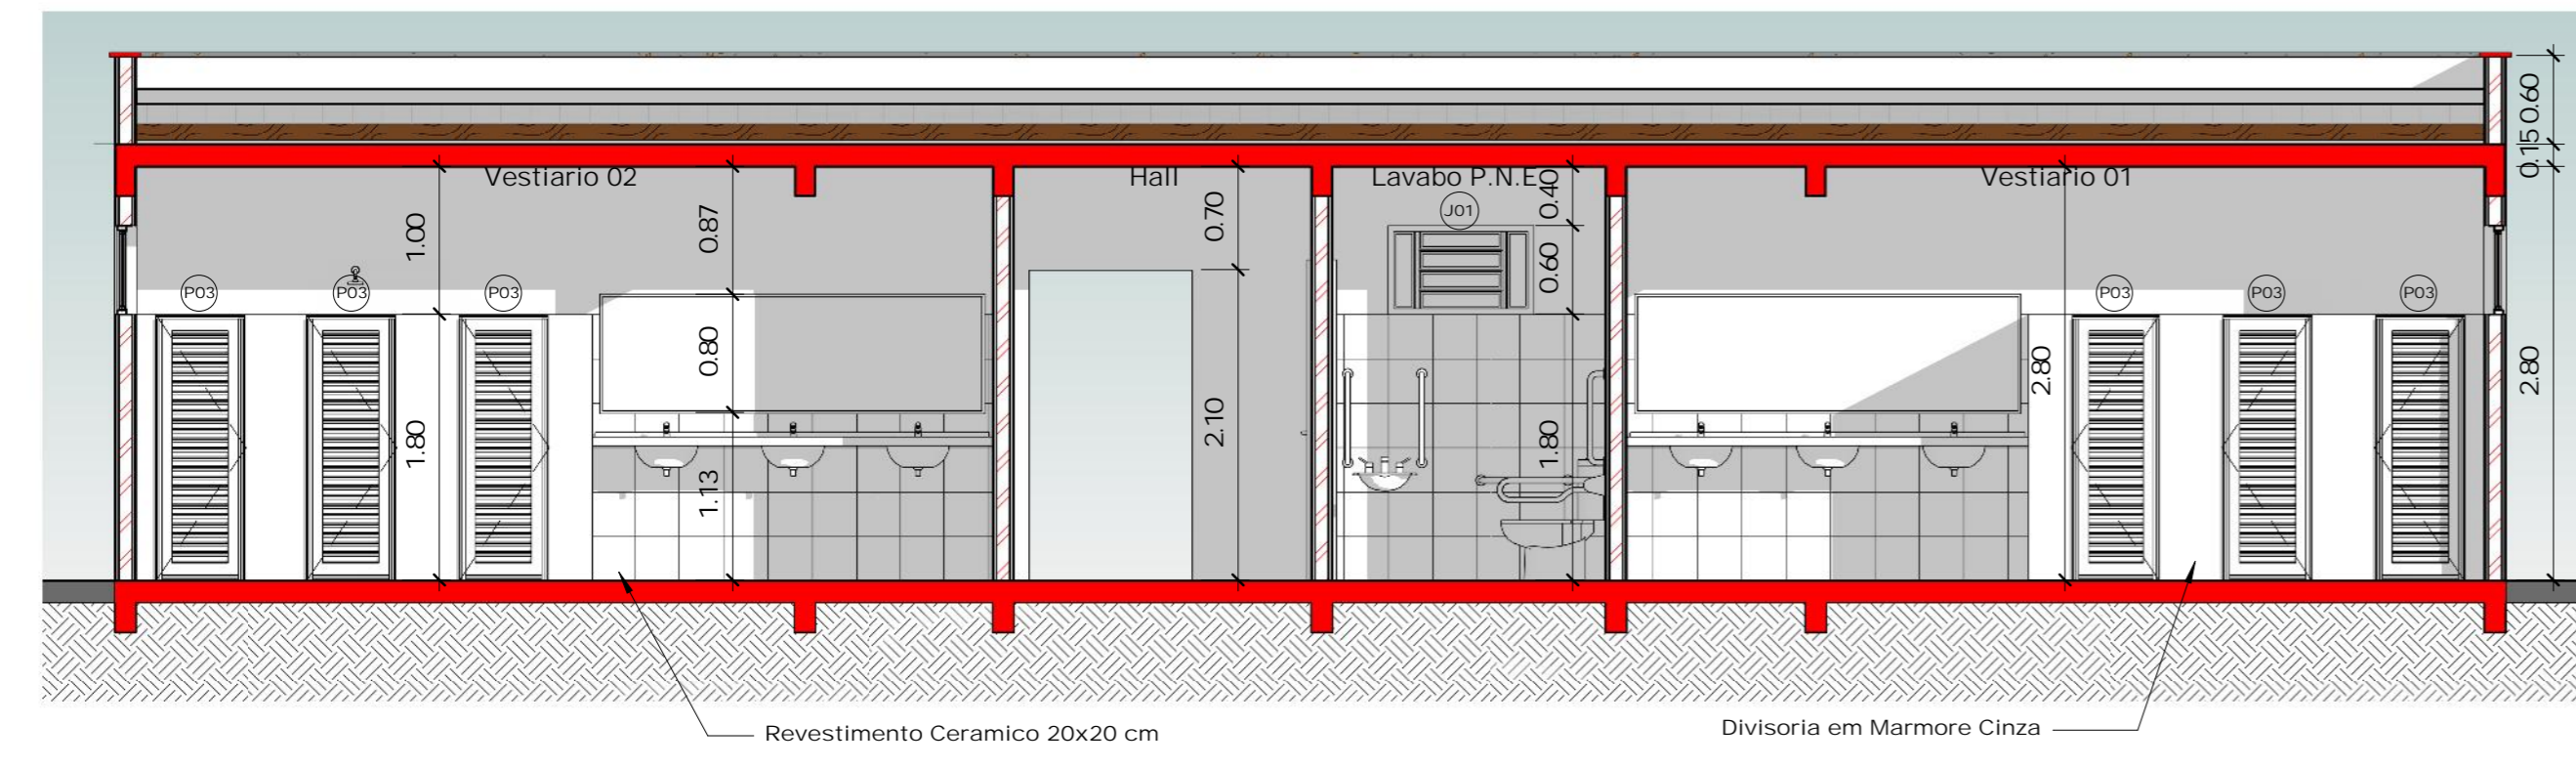 0.60
0.15
Vestiario 02
Hall
Lavabo P.N.E
Vestiario 01
0.40
J01
1.00
0.87
0.70
0.60
P03
P03
P03
P03
P03
P03
0.80
2.80
2.80
1.80
2.10
1.80
1.13
Revestimento Ceramico 20x20 cm
Divisoria em Marmore Cinza